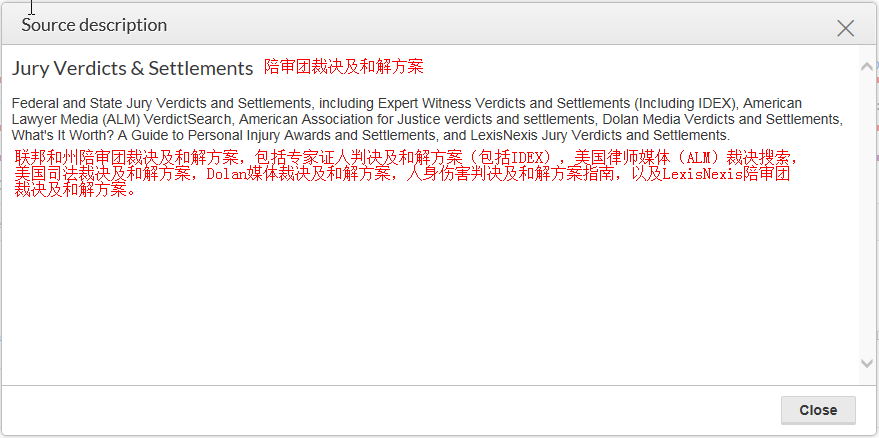 Source description
Jury Verdicts & Settlements 陪审团裁决及和解方案
Federal and State Jury Verdicts and Settlements, including Expert Witness Verdicts and Settlements (Including IDEX), American
Lawyer Media (ALM) VerdictSearch, American Association for Justice verdicts and settlements, Dolan Media Verdicts and Settlements,
What's It Worth? A Guide to Personal Injury Awards and Settlements, and LexisNexis Jury Verdicts and Settlements.
联邦和州陪审团裁决及和解方案，包括专家证人判决及和解方案（包括IDEX），美国律师媒体（ALM）裁决搜索，
美国司法裁决及和解方案，Dolan媒体裁决及和解方案，人身伤害判决及和解方案指南，以及LexisNexis陪审团
裁决及和解方案。
Close